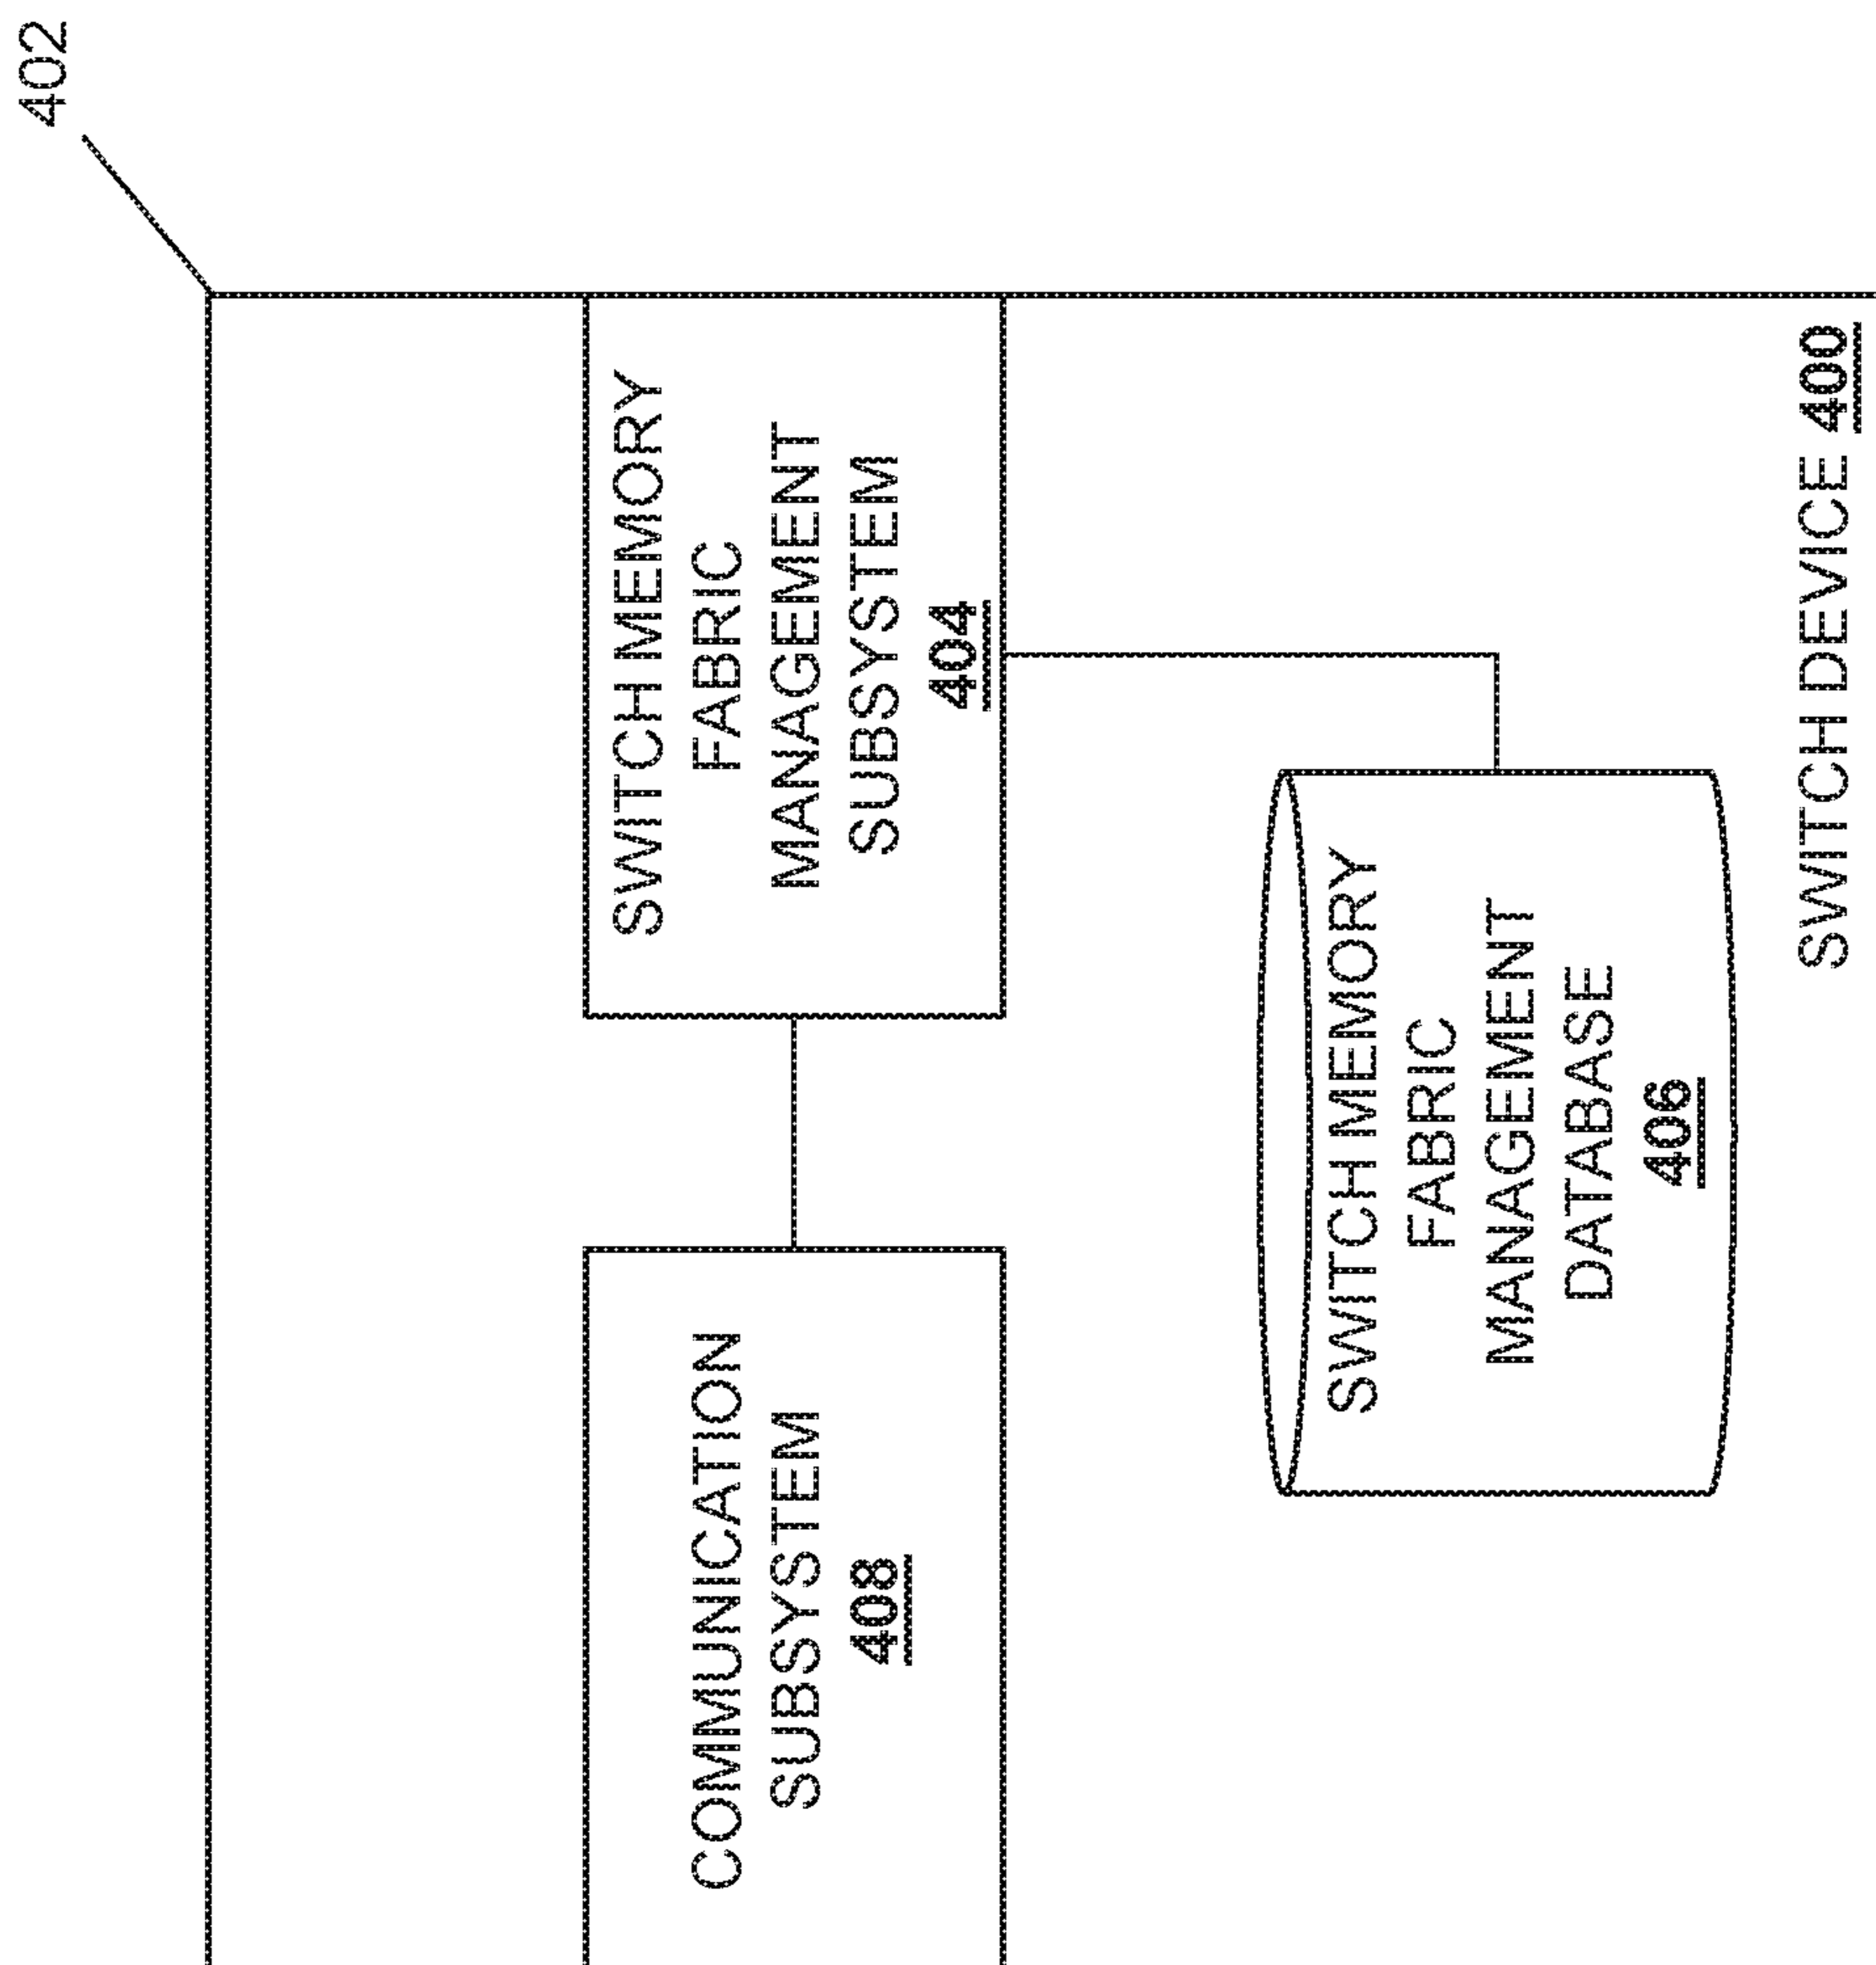 402
COMMUNICATION
SUBSYSTEM
408
SWITCH MEMORY
FABRIC
MANAGEMENT
SUBSYSTEM
404
SWITCH MEMORY
FABRIC
MANAGEMENT
DATABASE
406
SWITCH DEVICE 400